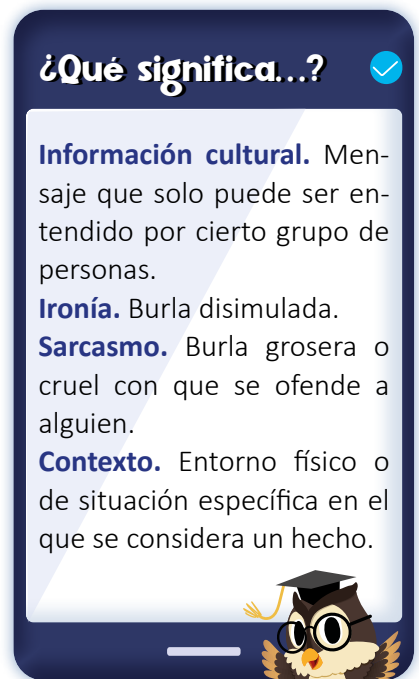 ¿Qué significa...?
Información cultural. Men-
saje que solo puede ser en-
tendido por cierto grupo de
personas.
Ironía. Burla disimulada.
Sarcasmo. Burla grosera o
cruel con que se ofende a
alguien.
Contexto. Entorno físico o
de situación específica en el
que se considera un hecho.